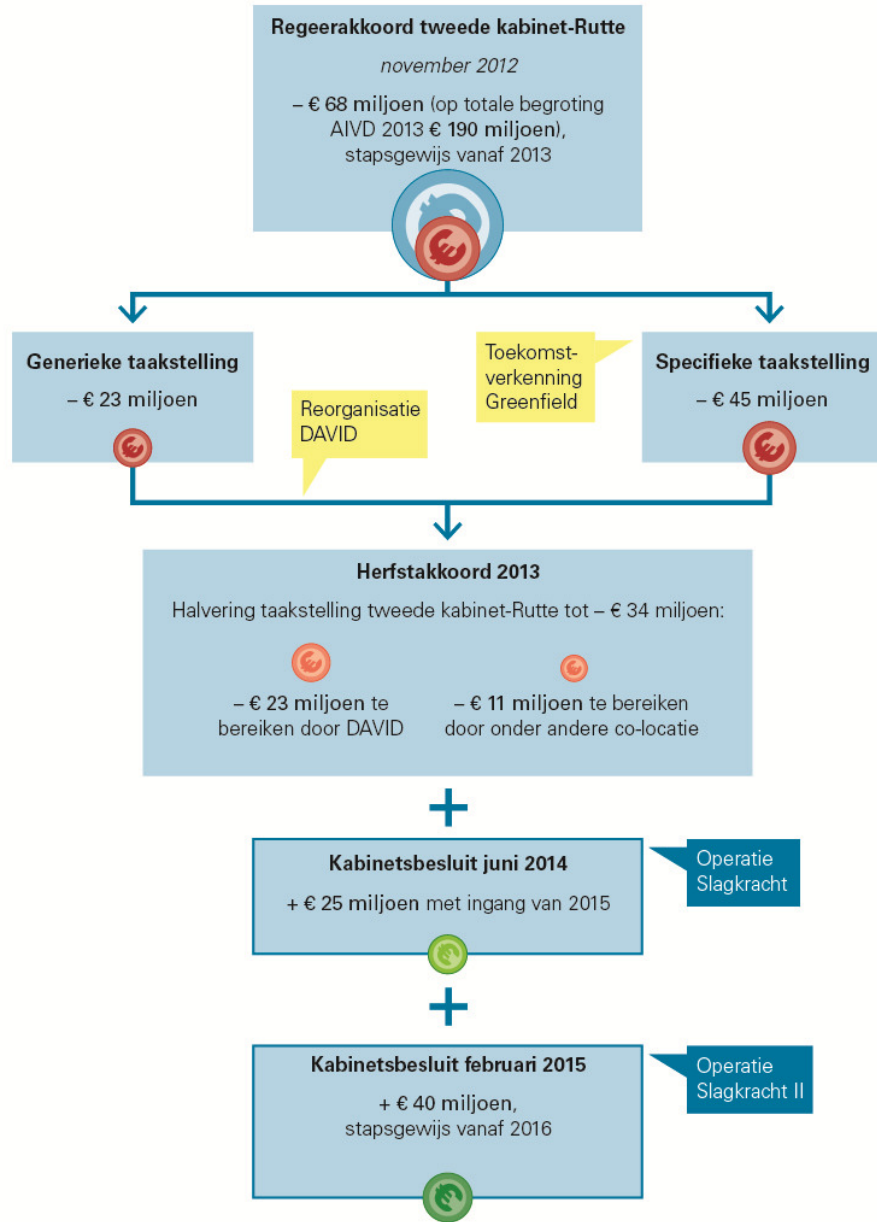 Regeerakkoord tweede kabinet-Rutte
november 2012
– € 68 miljoen (op totale begroting
AIVD 2013 € 190 miljoen),
stapsgewijs vanaf 2013
Generieke taakstelling
– € 23 miljoen
Reorganisatie
DAVID
Toekomst-
verkenning
Greenfield
Specifieke taakstelling
– € 45 miljoen
Herfstakkoord 2013
Halvering taakstelling tweede kabinet-Rutte tot – € 34 miljoen:
– € 23 miljoen te
bereiken door DAVID
– € 11 miljoen te bereiken
door onder andere co-locatie
+
Kabinetsbesluit juni 2014
+ € 25 miljoen met ingang van 2015
Operatie
Slagkracht
+
Kabinetsbesluit februari 2015
+ € 40 miljoen,
stapsgewijs vanaf 2016
Operatie
Slagkracht II